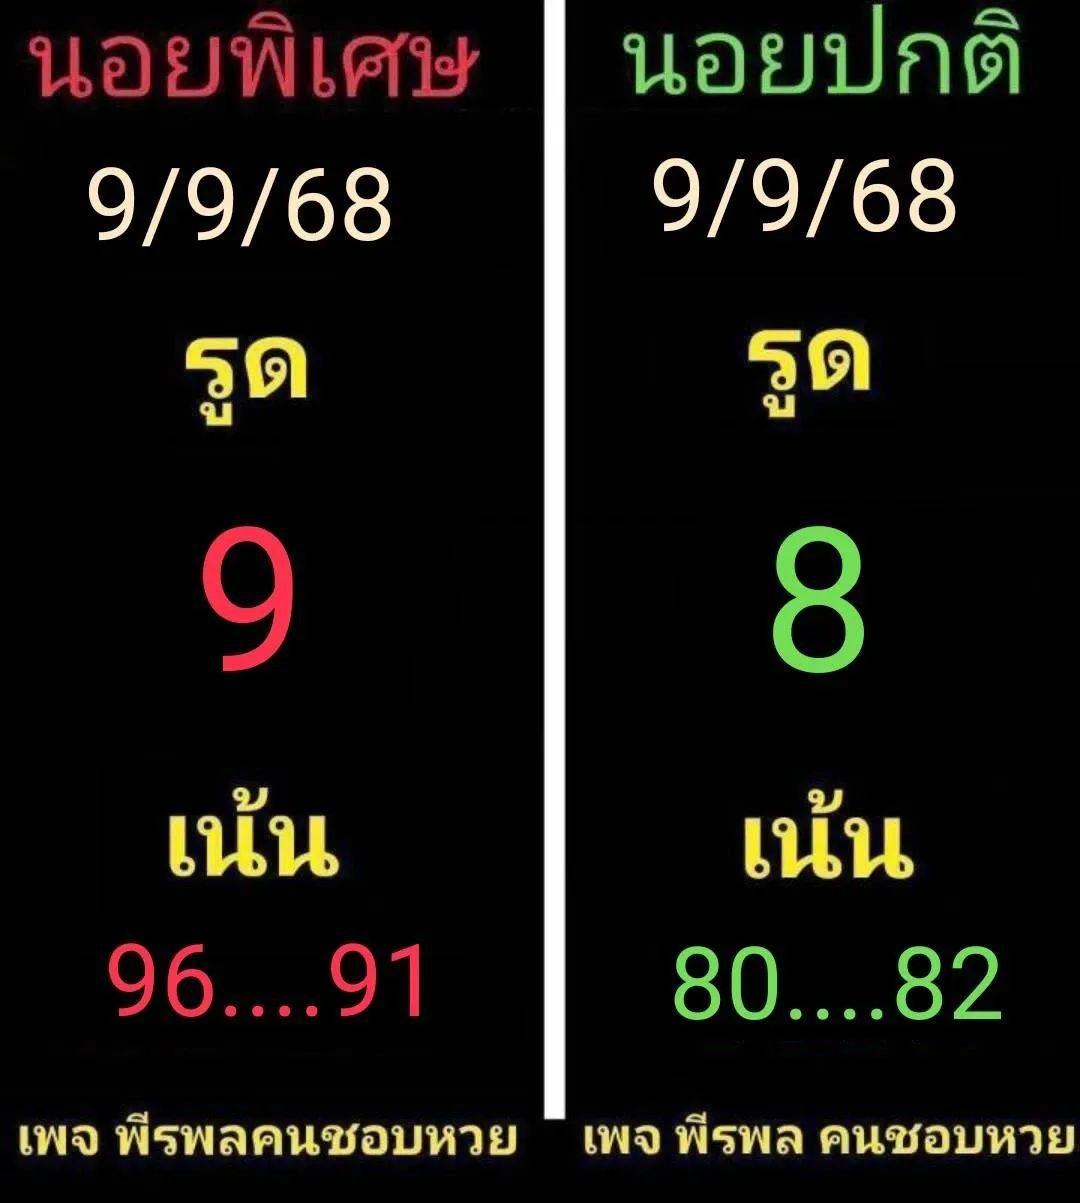 นอยพิเศษ
9/9/68
รูด
9
เน้น
96....91
เพจ พีรพลคนชอบหวย
นอยปกติ
9/9/68
รูด
8
เน้น
80....82
เพจ พีรพล คนชอบหวย